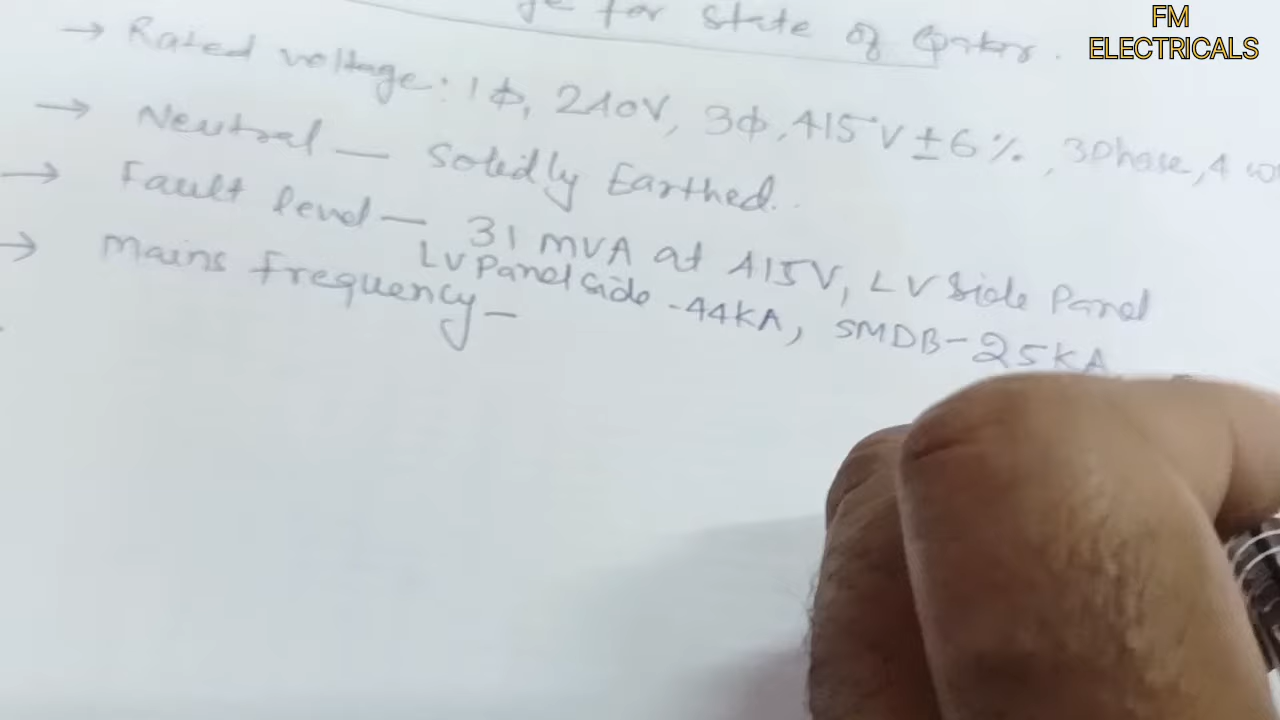 for State of Qatar.
→ Rated voltage: 1ϕ, 240V, 3ϕ, 415V ± 6%, 3Phase, 4
→ Neutral — Solidly Earthed.
→ Fault level — 31 MVA at 415V, LV Side Panel
LV Panel Side - 44KA, SMDB - 25KA
→ Mains frequency —
FM
ELECTRICALS